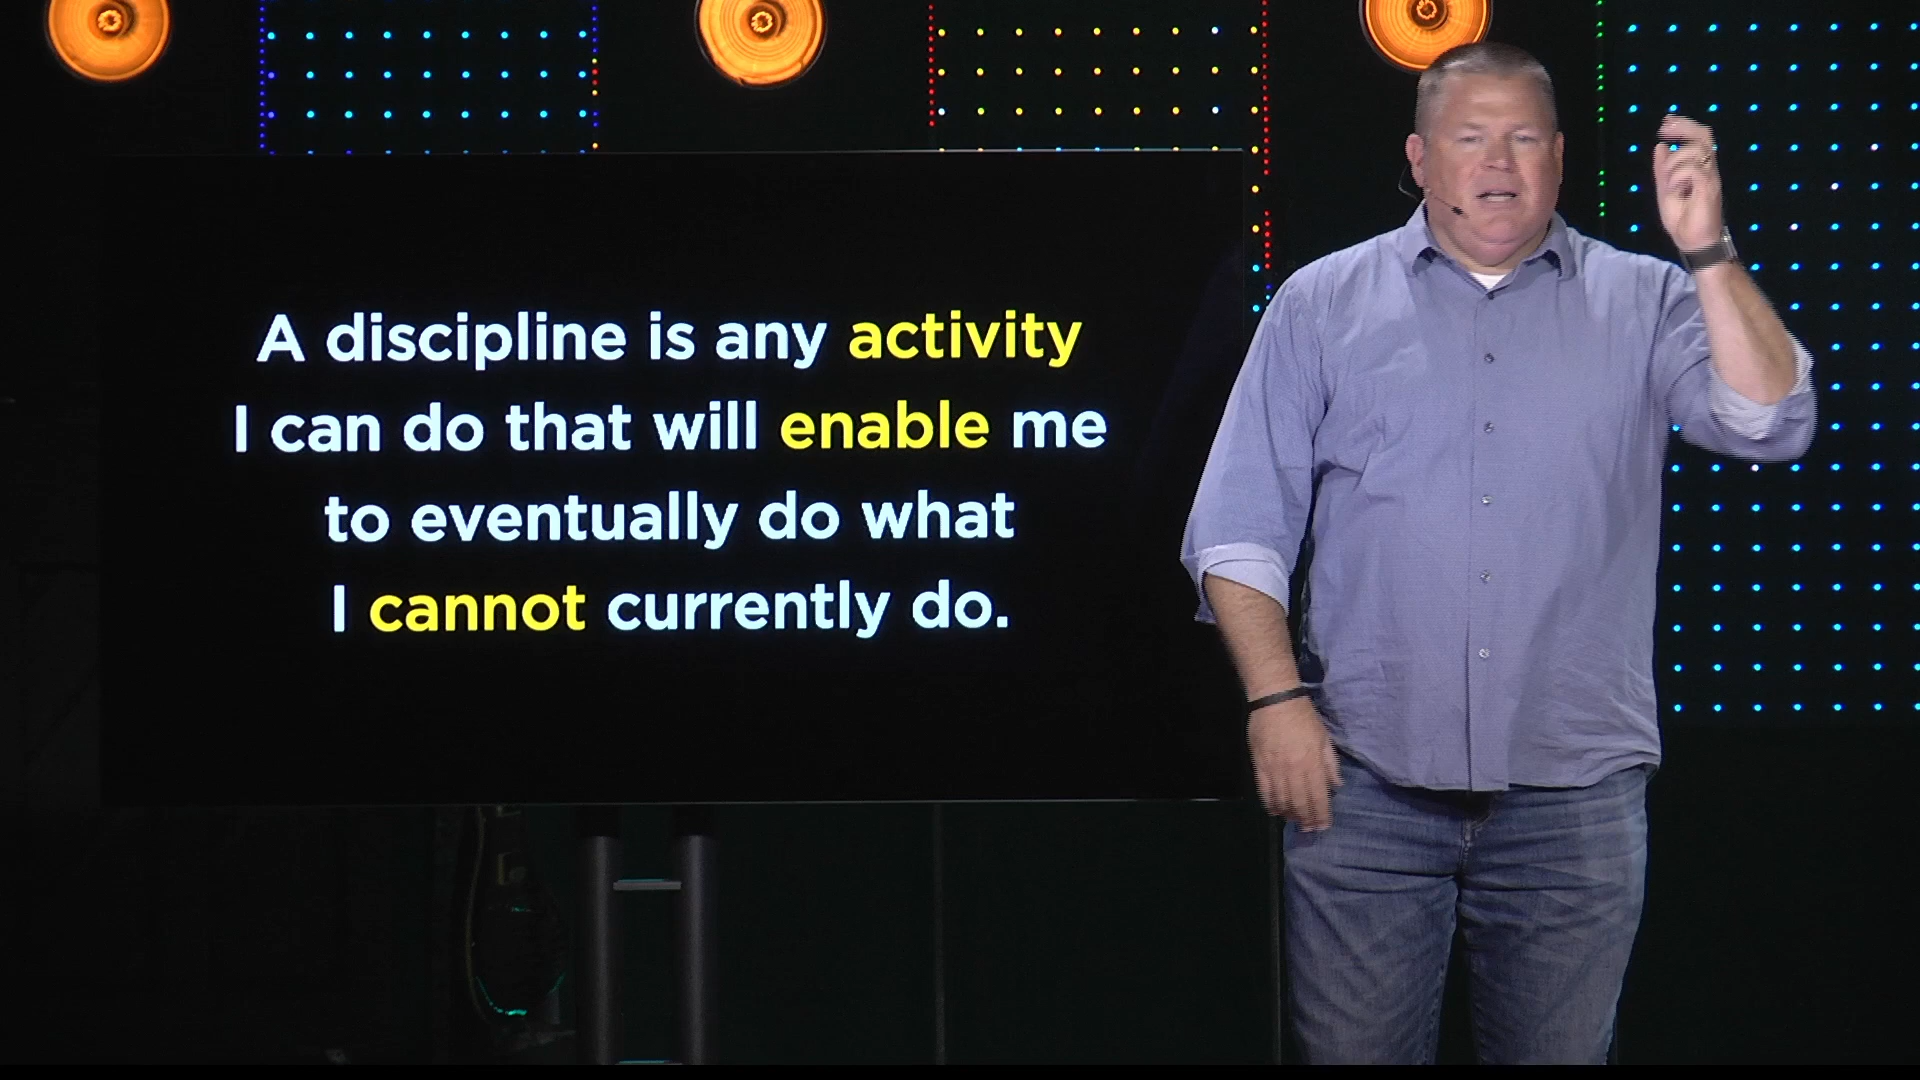 A discipline is any activity
I can do that will enable me
to eventually do what
I cannot currently do.